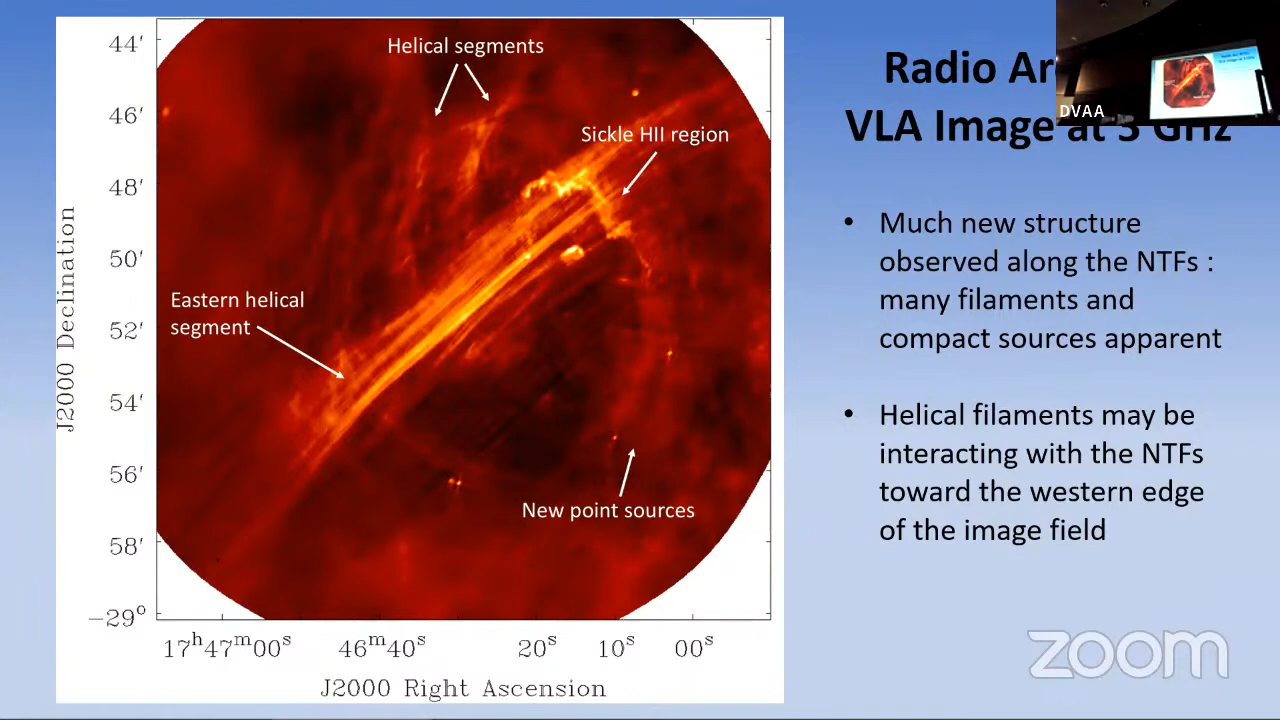 Radio Ar
VLA Image at 3 GHz
DVAA
Much new structure
observed along the NTFs :
many filaments and
compact sources apparent
Helical filaments may be
interacting with the NTFs
toward the western edge
of the image field
Helical segments
Sickle HII region
Eastern helical
segment
New point sources
44′
46′
48′
50′
52′
54′
56′
58′
−29°
J2000 Declination
17ʰ47ᵐ00ˢ
46ᵐ40ˢ
20ˢ
10ˢ
00ˢ
J2000 Right Ascension
zoom